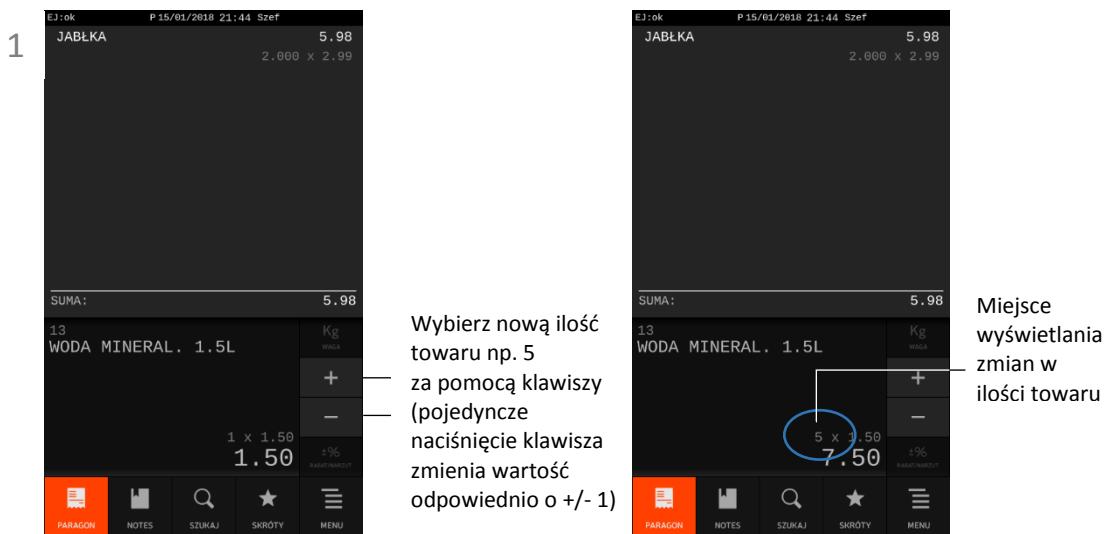 1
EJ:ok P 15/01/2018 21:44 Szef
JABŁKA 5.98
2.000 x 2.99
SUMA: 5.98
13
WODA MINERAL. 1.5L
Kg
WAGA
+
−
1 x 1.50
1.50
±%
RABAT/NARZUT
PARAGON NOTES SZUKAJ SKRÓTY MENU
Wybierz nową ilość
towaru np. 5
za pomocą klawiszy
(pojedyncze
naciśnięcie klawisza
zmienia wartość
odpowiednio o +/- 1)
EJ:ok P 15/01/2018 21:44 Szef
JABŁKA 5.98
2.000 x 2.99
SUMA: 5.98
13
WODA MINERAL. 1.5L
Kg
WAGA
+
−
5 x 1.50
7.50
±%
RABAT/NARZUT
PARAGON NOTES SZUKAJ SKRÓTY MENU
Miejsce
wyświetlania
zmian w
ilości towaru